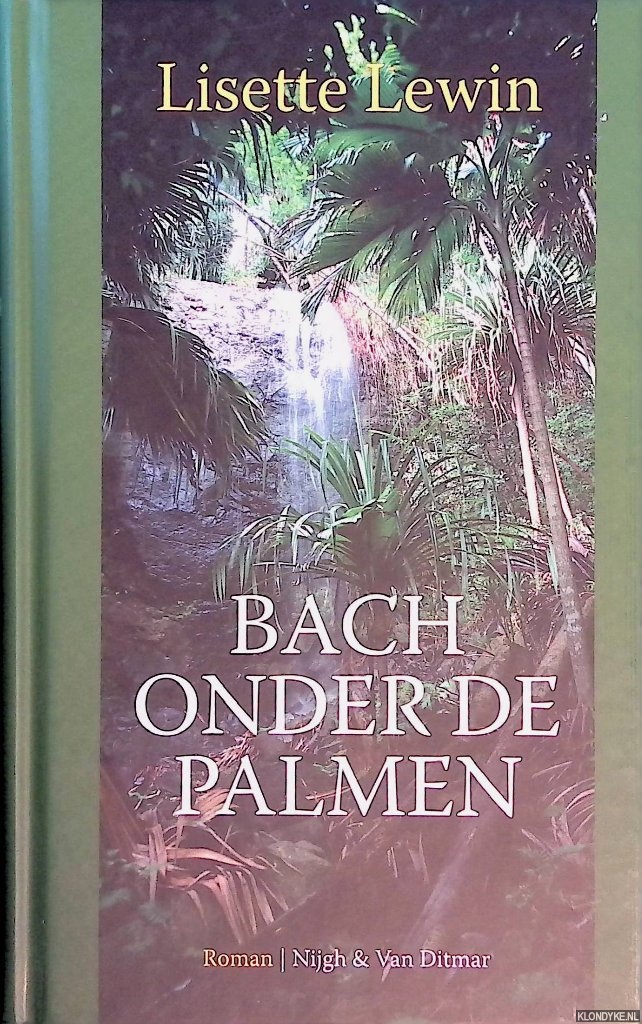 Lisette Lewin
BACH
ONDER DE
PALMEN
Roman | Nijgh & Van Ditmar
KLONDYKE.NL